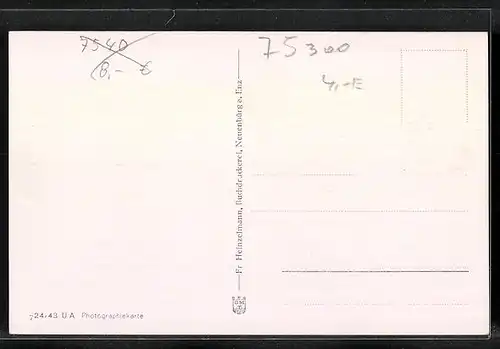 7540
8,- €
75300
4,-€
Fr. Heinzelmann, Buchdruckerei, Neuenbürg a. Enz
724/43 U.A Photographiekarte